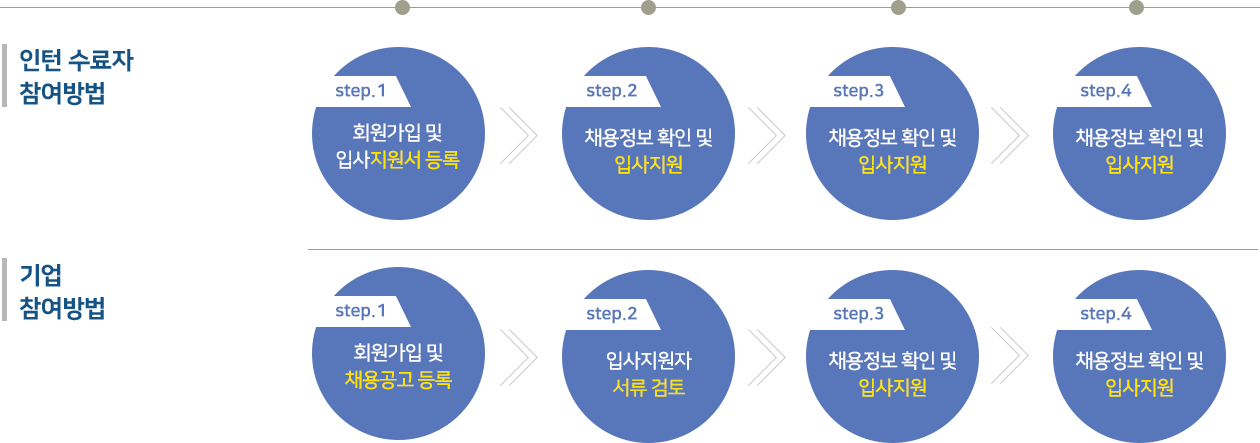 인턴 수료자
참여방법
step.1
회원가입 및
입사지원서 등록
step.2
채용정보 확인 및
입사지원
step.3
채용정보 확인 및
입사지원
step.4
채용정보 확인 및
입사지원
기업
참여방법
step.1
회원가입 및
채용공고 등록
step.2
입사지원자
서류 검토
step.3
채용정보 확인 및
입사지원
step.4
채용정보 확인 및
입사지원